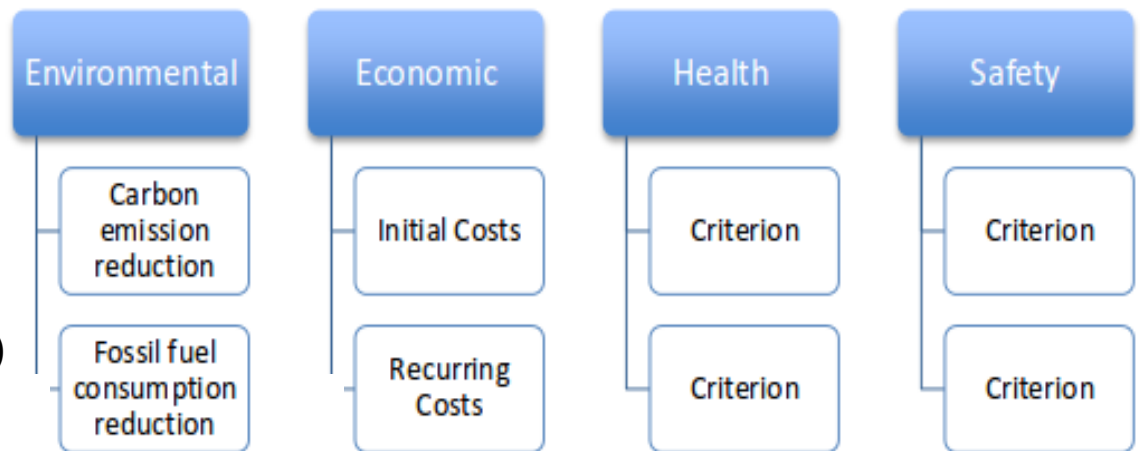 Environmental
Economic
Health
Safety
Carbon
emission
reduction
Initial Costs
Criterion
Criterion
)
Fossil fuel
consumption
reduction
Recurring
Costs
Criterion
Criterion